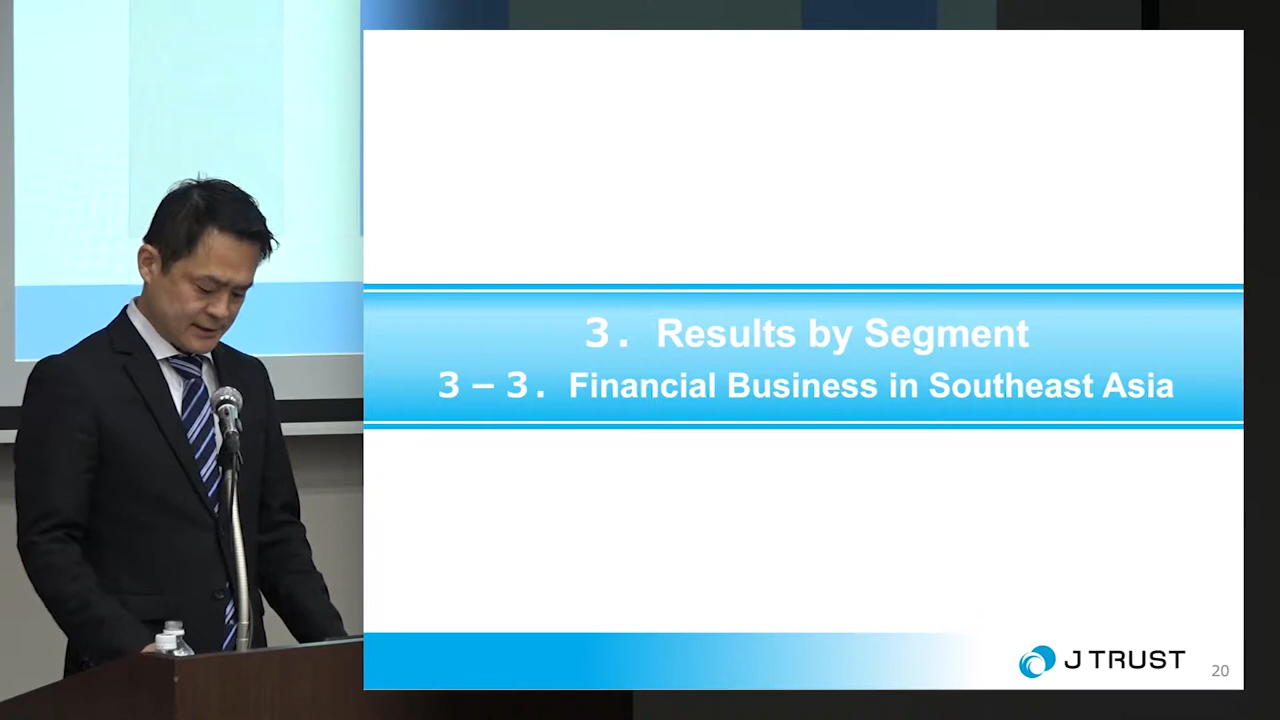 3. Results by Segment
3－3. Financial Business in Southeast Asia
J TRUST
20